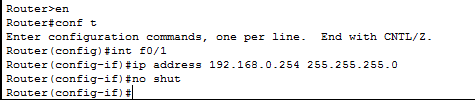 Router>en
Router#conf t
Enter configuration commands, one per line.  End with CNTL/Z.
Router(config)#int f0/1
Router(config-if)#ip address 192.168.0.254 255.255.255.0
Router(config-if)#no shut
Router(config-if)#